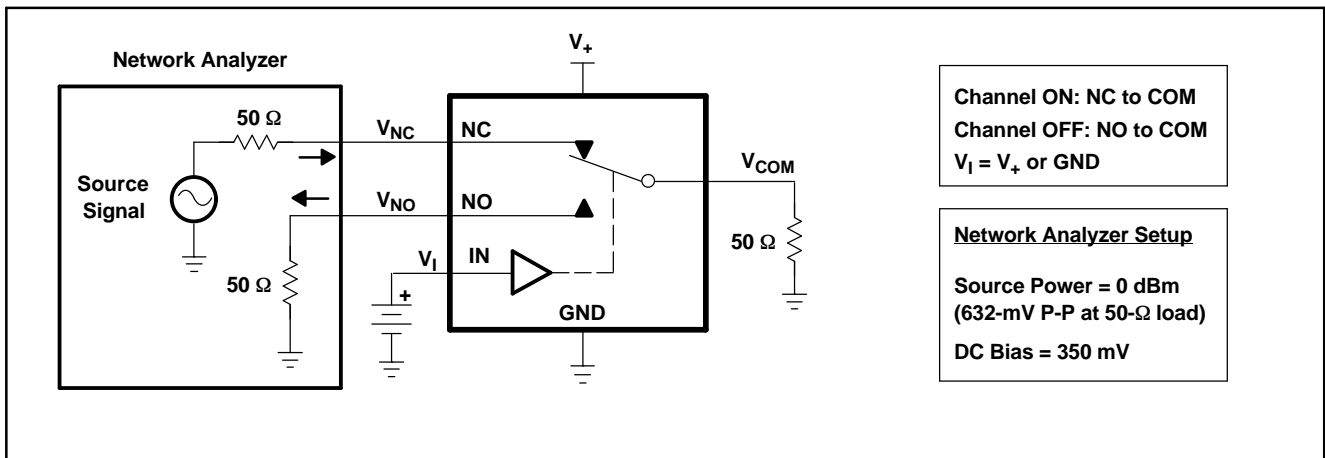 V+
Network Analyzer
50 Ω
VNC
NC
VCOM
Source
Signal
VNO
NO
50 Ω
VI
IN
50 Ω
+
GND
Channel ON: NC to COM
Channel OFF: NO to COM
VI = V+ or GND
Network Analyzer Setup
Source Power = 0 dBm
(632-mV P-P at 50-Ω load)
DC Bias = 350 mV